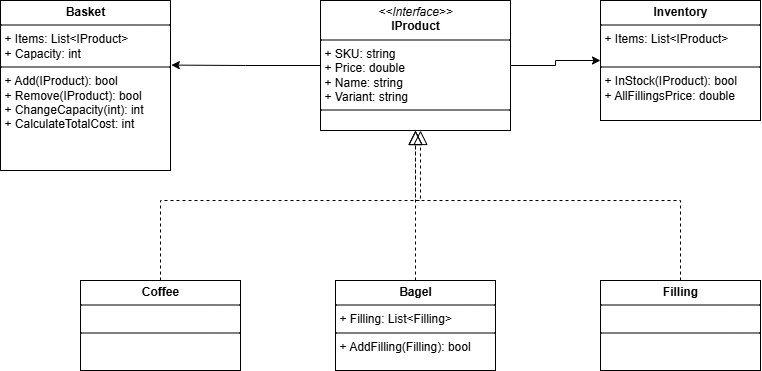 Basket
+ Items: List<IProduct>
+ Capacity: int
+ Add(IProduct): bool
+ Remove(IProduct): bool
+ ChangeCapacity(int): int
+ CalculateTotalCost: int
<<Interface>>
IProduct
+ SKU: string
+ Price: double
+ Name: string
+ Variant: string
Inventory
+ Items: List<IProduct>
+ InStock(IProduct): bool
+ AllFillingsPrice: double
Coffee
Bagel
+ Filling: List<Filling>
+ AddFilling(Filling): bool
Filling